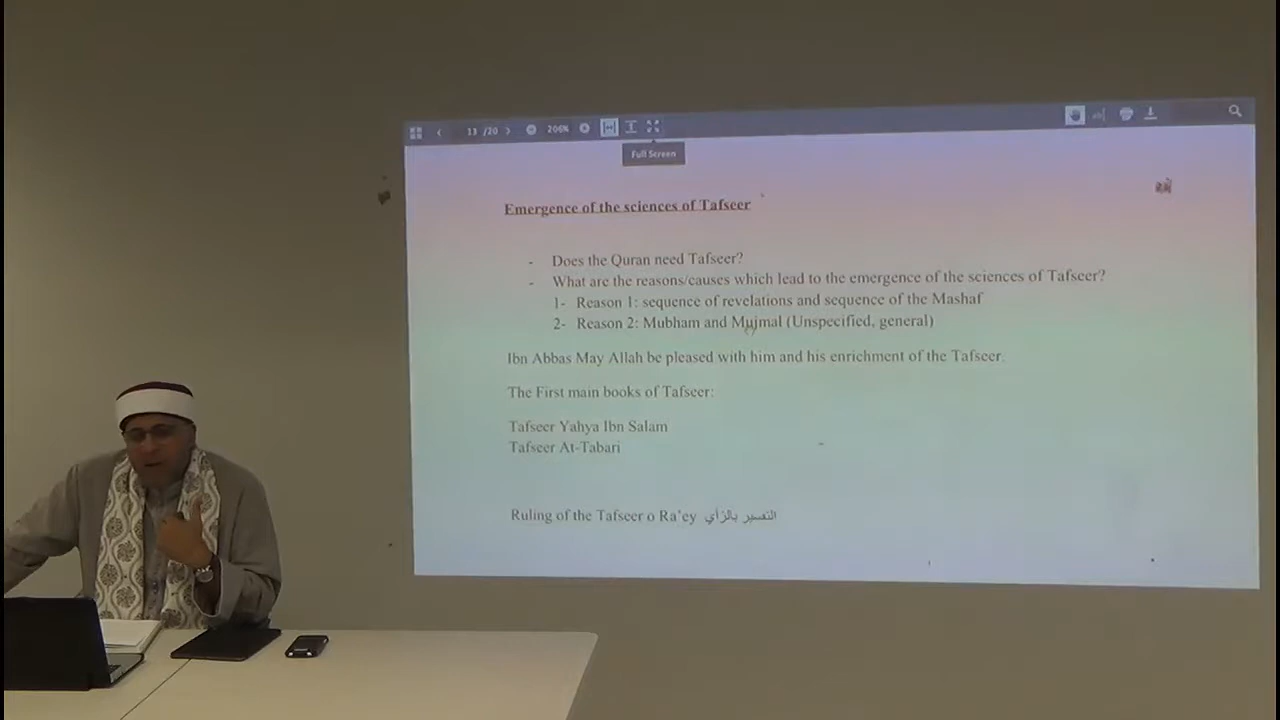 13 /20
206%
Full Screen
Emergence of the sciences of Tafseer
- Does the Quran need Tafseer?
- What are the reasons/causes which lead to the emergence of the sciences of Tafseer?
1- Reason 1: sequence of revelations and sequence of the Mashaf
2- Reason 2: Mubham and Mujmal (Unspecified, general)
Ibn Abbas May Allah be pleased with him and his enrichment of the Tafseer.
The First main books of Tafseer:
Tafseer Yahya Ibn Salam
Tafseer At-Tabari
Ruling of the Tafseer o Ra'ey التفسير بالرأي